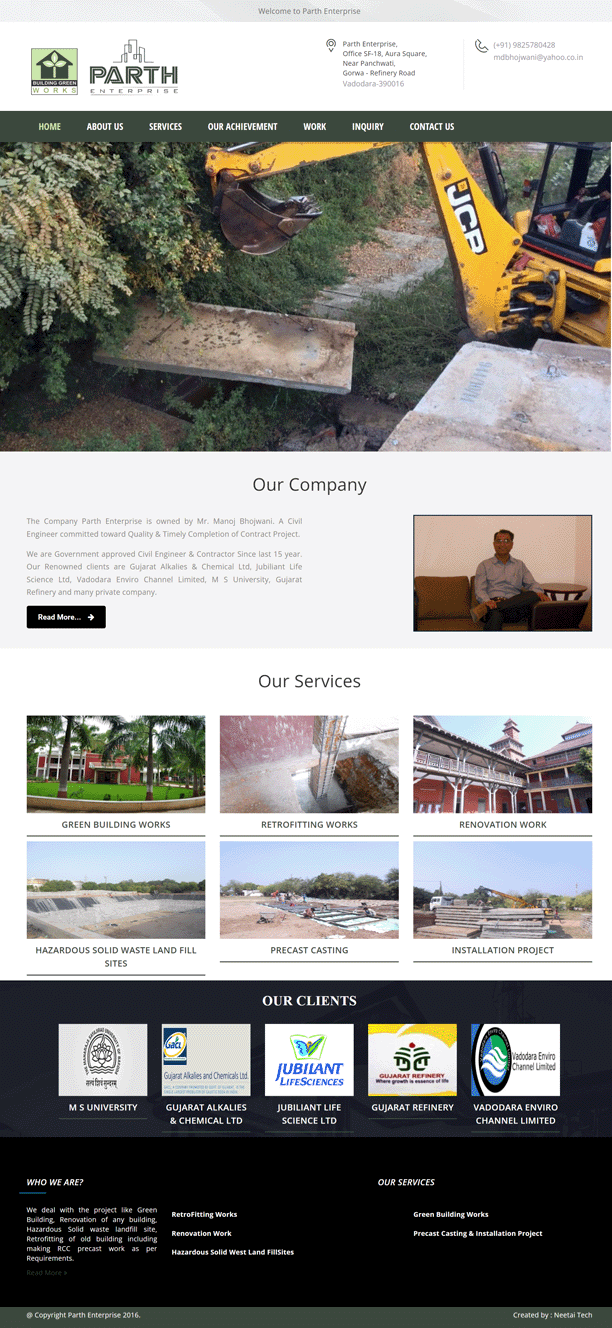 Welcome to Parth Enterprise
BUILDING GREEN
WORKS
PARTH
ENTERPRISE
Parth Enterprise,
Office SF-18, Aura Square,
Near Panchwati,
Gorwa - Refinery Road
Vadodara-390016
(+91) 9825780428
mdbhojwani@yahoo.co.in
HOME ABOUT US SERVICES OUR ACHIEVEMENT WORK INQUIRY CONTACT US
JCB
Our Company
The Company Parth Enterprise is owned by Mr. Manoj Bhojwani. A Civil
Engineer committed toward Quality & Timely Completion of Contract Project.
We are Government approved Civil Engineer & Contractor Since last 15 year.
Our Renowned clients are Gujarat Alkalies & Chemical Ltd, Jubiliant Life
Science Ltd, Vadodara Enviro Channel Limited, M S University, Gujarat
Refinery and many private company.
Read More...
Our Services
GREEN BUILDING WORKS
RETROFITTING WORKS
RENOVATION WORK
HAZARDOUS SOLID WASTE LAND FILL
SITES
PRECAST CASTING
INSTALLATION PROJECT
OUR CLIENTS
सत्यं शिवं सुन्दरम्
GACL
Gujarat Alkalies and Chemicals Ltd.
JUBILANT
LIFESCIENCES
GUJARAT REFINERY
Where growth is essence of life
Vadodara Enviro
Channel Limited
M S UNIVERSITY
GUJARAT ALKALIES
& CHEMICAL LTD
JUBILIANT LIFE
SCIENCE LTD
GUJARAT REFINERY
VADODARA ENVIRO
CHANNEL LIMITED
WHO WE ARE?
We deal with the project like Green
Building, Renovation of any building,
Hazardous Solid waste landfill site,
Retrofitting of old building including
making RCC precast work as per
Requirements.
Read More »
RetroFitting Works
Renovation Work
Hazardous Solid West Land FillSites
OUR SERVICES
Green Building Works
Precast Casting & Installation Project
@ Copyright Parth Enterprise 2016.
Created by : Neetai Tech